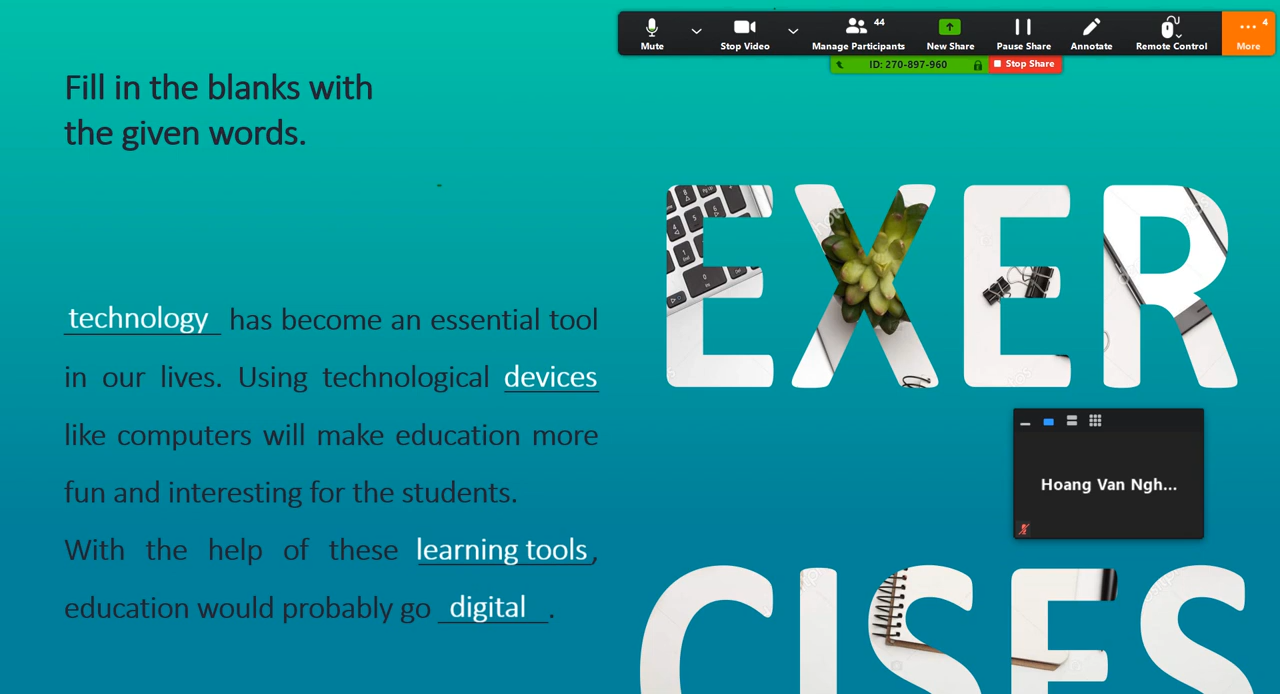 Mute
Stop Video
44
Manage Participants
New Share
Pause Share
Annotate
Remote Control
4
More
ID: 270-897-960
Stop Share
Fill in the blanks with
the given words.
technology has become an essential tool
in our lives. Using technological devices
like computers will make education more
fun and interesting for the students.
With the help of these learning tools,
education would probably go digital.
EXER
CISES
Hoang Van Ngh...